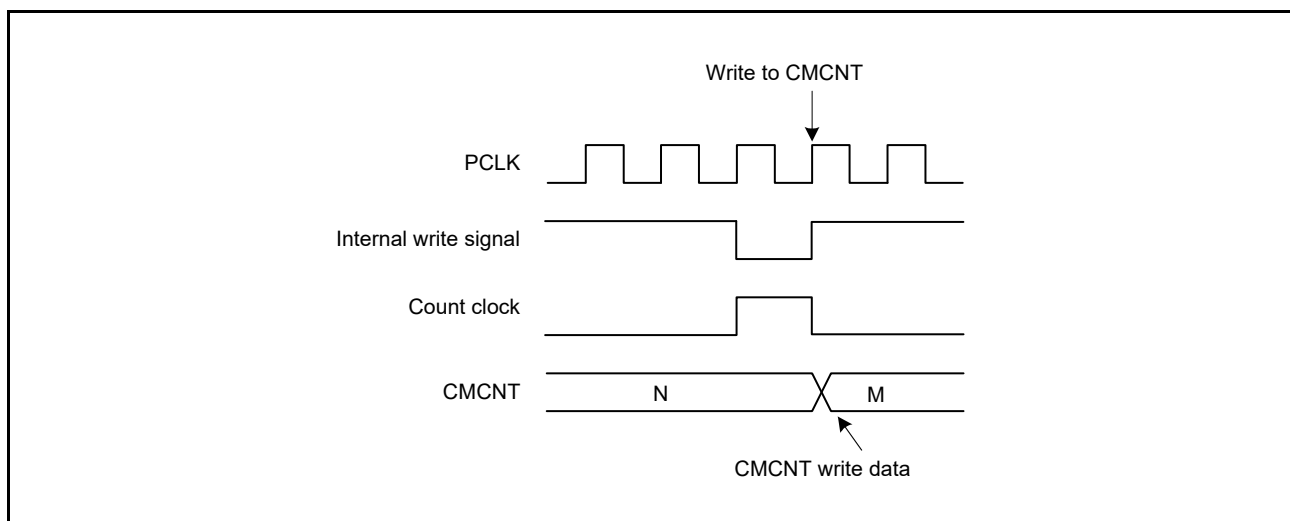 Write to CMCNT
PCLK
Internal write signal
Count clock
CMCNT
N
M
CMCNT write data